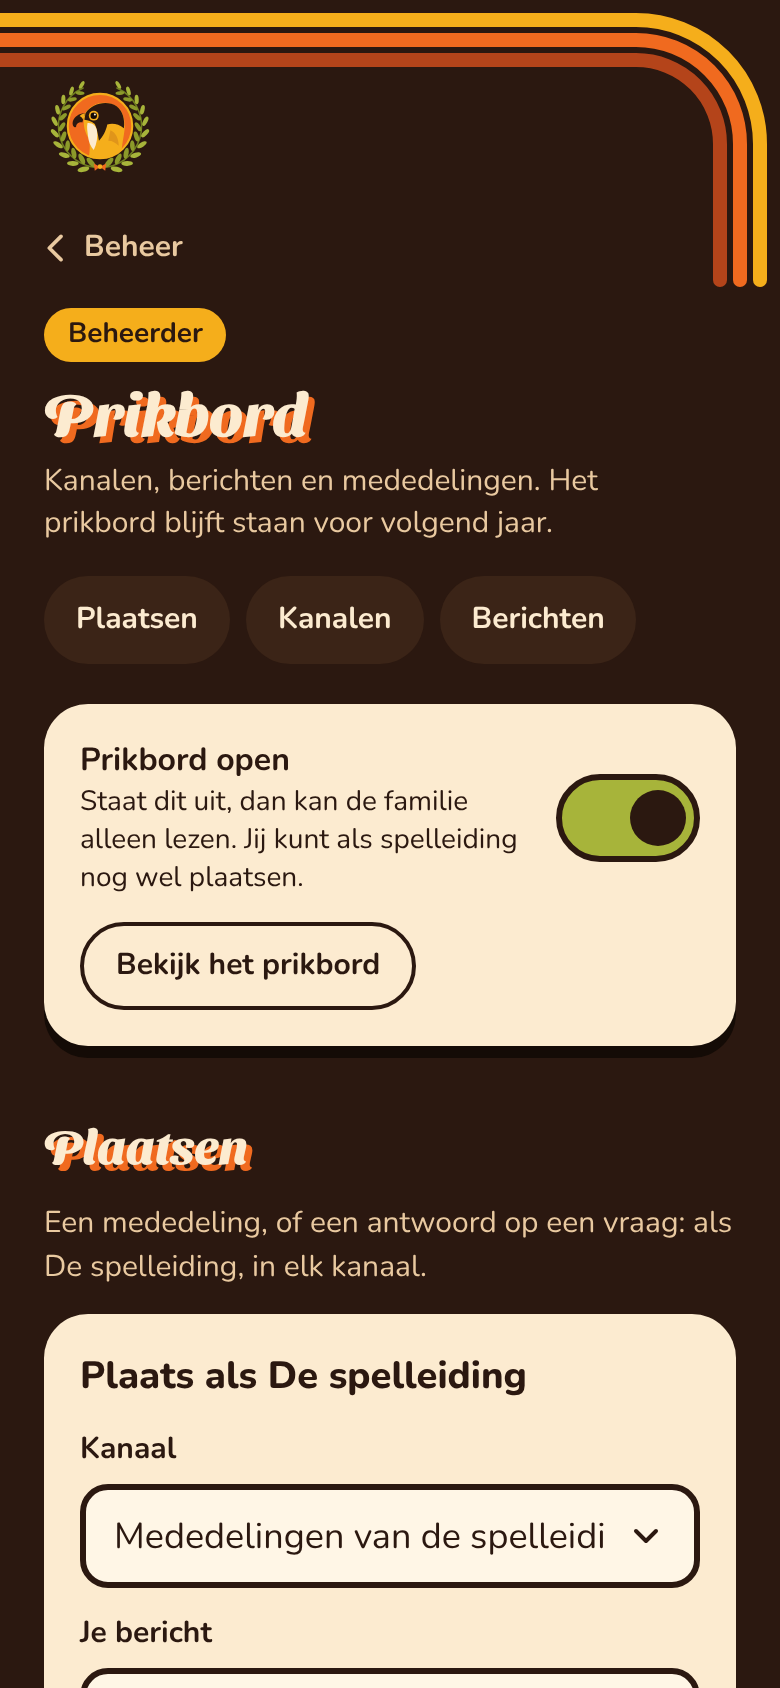 Beheer
Beheerder
Prikbord
Kanalen, berichten en mededelingen. Het
prikbord blijft staan voor volgend jaar.
Plaatsen
Kanalen
Berichten
Prikbord open
Staat dit uit, dan kan de familie
alleen lezen. Jij kunt als spelleiding
nog wel plaatsen.
Bekijk het prikbord
Plaatsen
Een mededeling, of een antwoord op een vraag: als
De spelleiding, in elk kanaal.
Plaats als De spelleiding
Kanaal
Mededelingen van de spelleidi
Je bericht